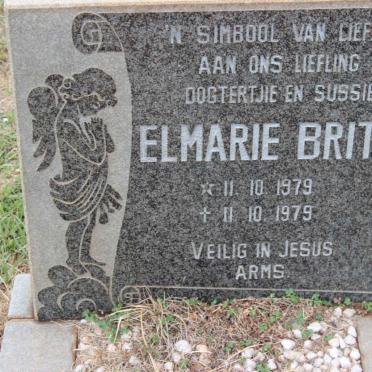 'N SIMBOOL VAN
AAN ONS LIEFLING
DOGTERTJIE EN SUSSIE
ELMARIE BRIT
☆ 11. 10. 1979
✝ 11. 10. 1979
VEILIG IN JESUS
ARMS